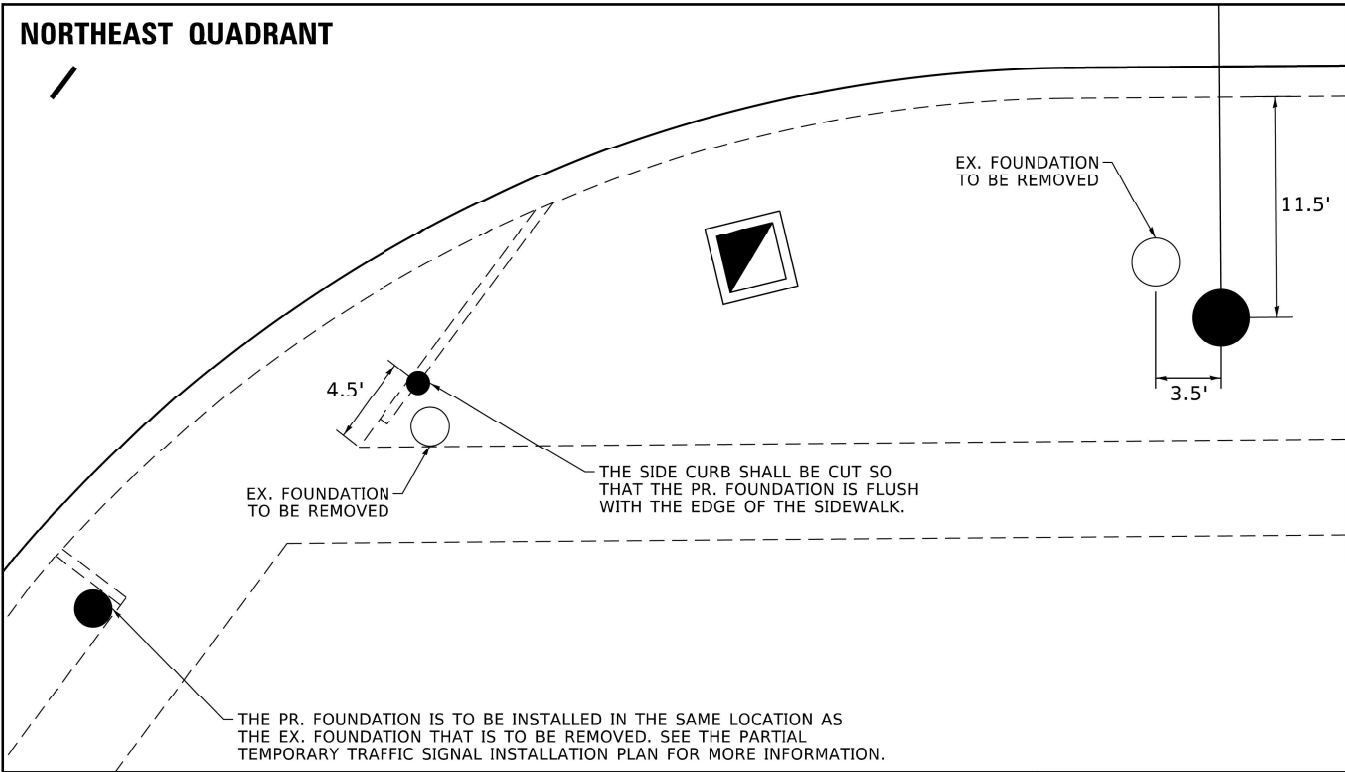 NORTHEAST QUADRANT
EX. FOUNDATION
TO BE REMOVED
11.5'
3.5'
4.5'
EX. FOUNDATION
TO BE REMOVED
THE SIDE CURB SHALL BE CUT SO
THAT THE PR. FOUNDATION IS FLUSH
WITH THE EDGE OF THE SIDEWALK.
THE PR. FOUNDATION IS TO BE INSTALLED IN THE SAME LOCATION AS
THE EX. FOUNDATION THAT IS TO BE REMOVED. SEE THE PARTIAL
TEMPORARY TRAFFIC SIGNAL INSTALLATION PLAN FOR MORE INFORMATION.